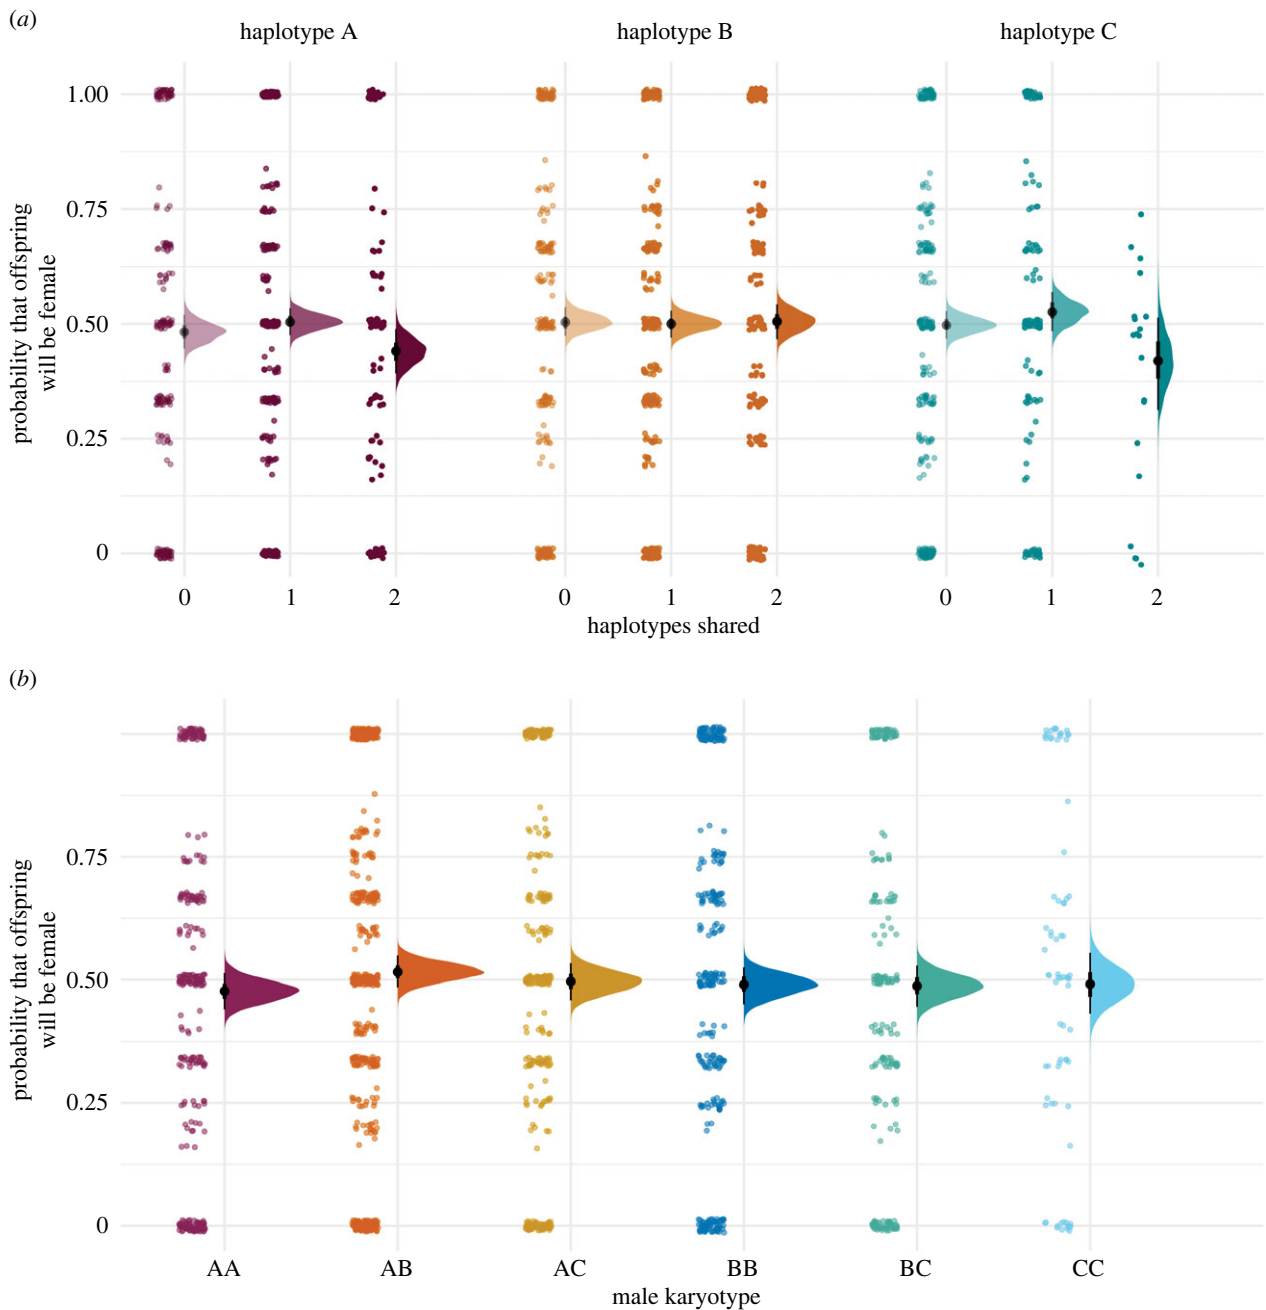 (a)
haplotype A haplotype B haplotype C
1.00
0.75
0.50
0.25
0
probability that offspring
will be female
0 1 2 0 1 2 0 1 2
haplotypes shared
(b)
0.75
0.50
0.25
0
probability that offspring
will be female
AA AB AC BB BC CC
male karyotype